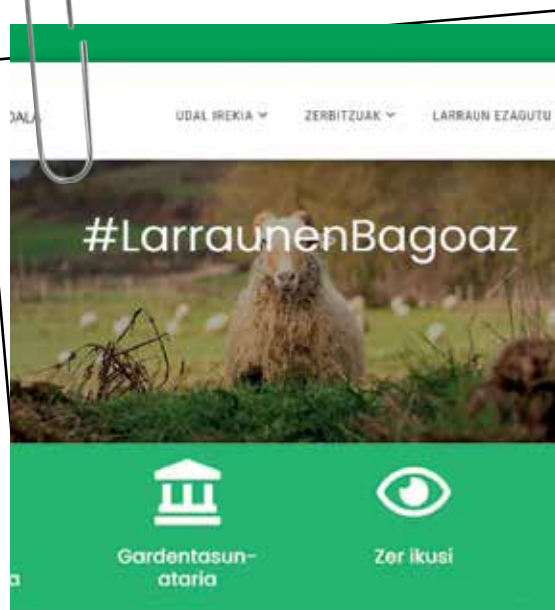 UDAL IREKIA
ZERBITZUAK
LARRAUN EZAGUTU
#LarraunenBagoaz
Gardentasun-
ataria
Zer ikusi